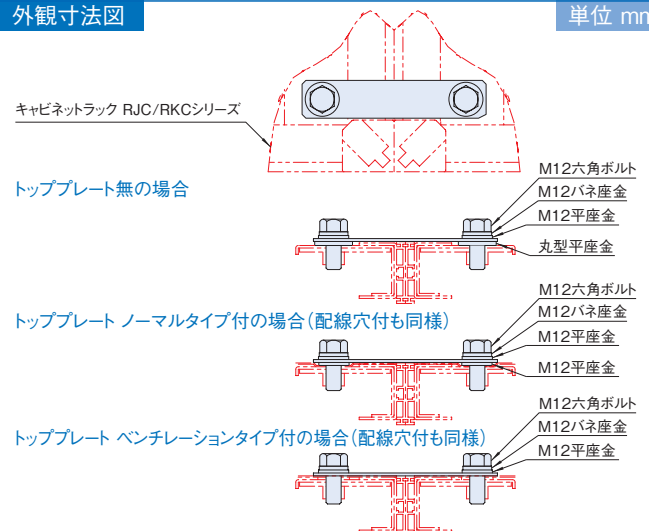 外観寸法図
単位 mm
キャビネットラック RJC/RKCシリーズ
トッププレート無の場合
M12六角ボルト
M12バネ座金
M12平座金
丸型平座金
トッププレート ノーマルタイプ付の場合(配線穴付も同様)
M12六角ボルト
M12バネ座金
M12平座金
M12平座金
トッププレート ベンチレーションタイプ付の場合(配線穴付も同様)
M12六角ボルト
M12バネ座金
M12平座金